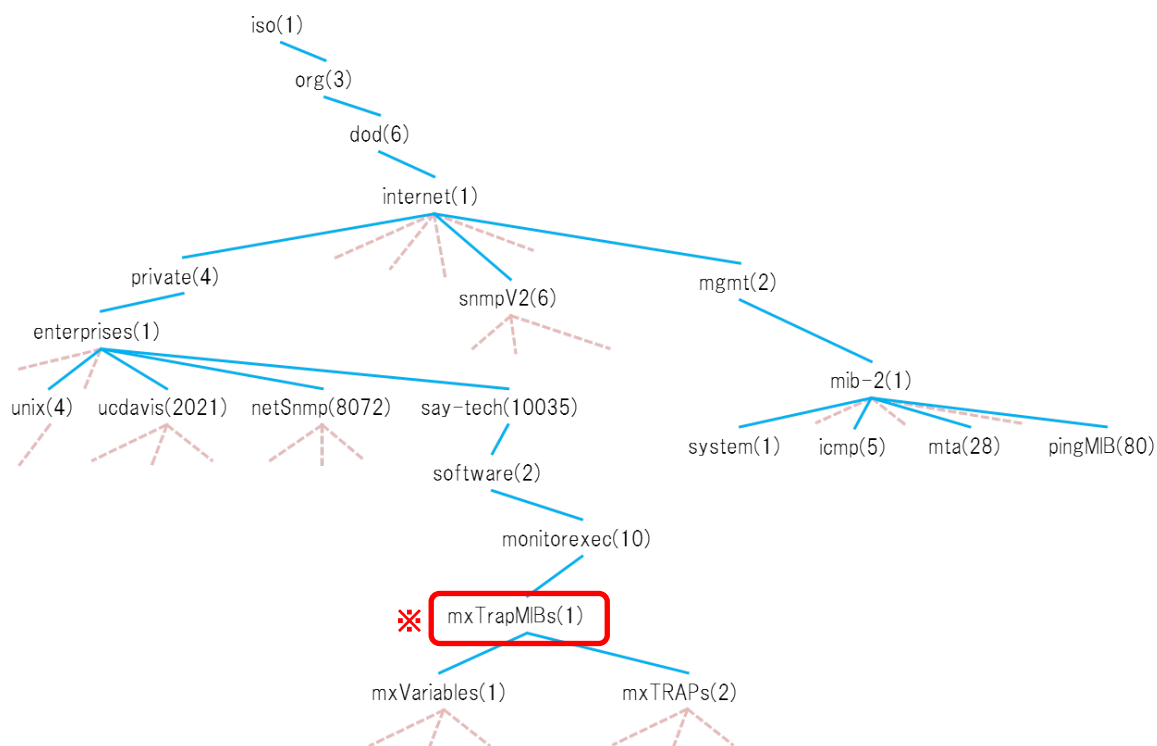 iso(1)
org(3)
dod(6)
internet(1)
private(4)
snmpV2(6)
mgmt(2)
enterprises(1)
mib-2(1)
unix(4) ucdavis(2021) netSnmp(8072) say-tech(10035)
system(1) icmp(5) mta(28) pingMIB(80)
software(2)
monitorexec(10)
※ mxTrapMIBs(1)
mxVariables(1) mxTRAPs(2)